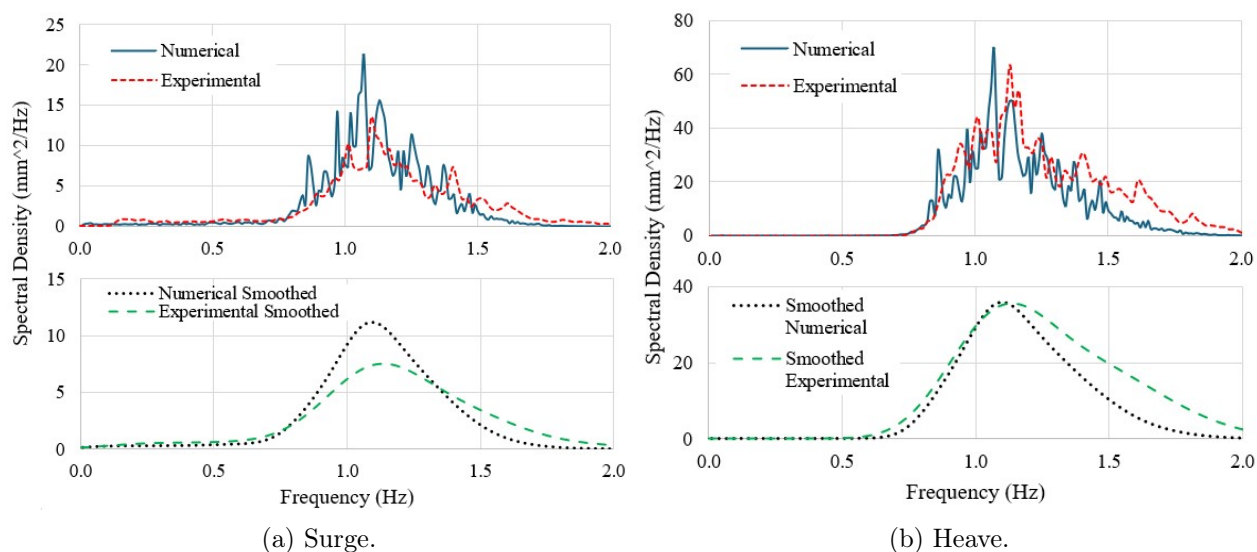 25
20
15
10
5
0
Numerical
Experimental
0.0 0.5 1.0 1.5 2.0
Spectral Density (mm^2/Hz)
15
10
5
0
Numerical Smoothed
Experimental Smoothed
0.0 0.5 1.0 1.5 2.0
Frequency (Hz)
(a) Surge.
80
60
40
20
0
Numerical
Experimental
0.0 0.5 1.0 1.5 2.0
Spectral Density (mm^2/Hz)
40
20
0
Smoothed
Numerical
Smoothed
Experimental
0.0 0.5 1.0 1.5 2.0
Frequency (Hz)
(b) Heave.